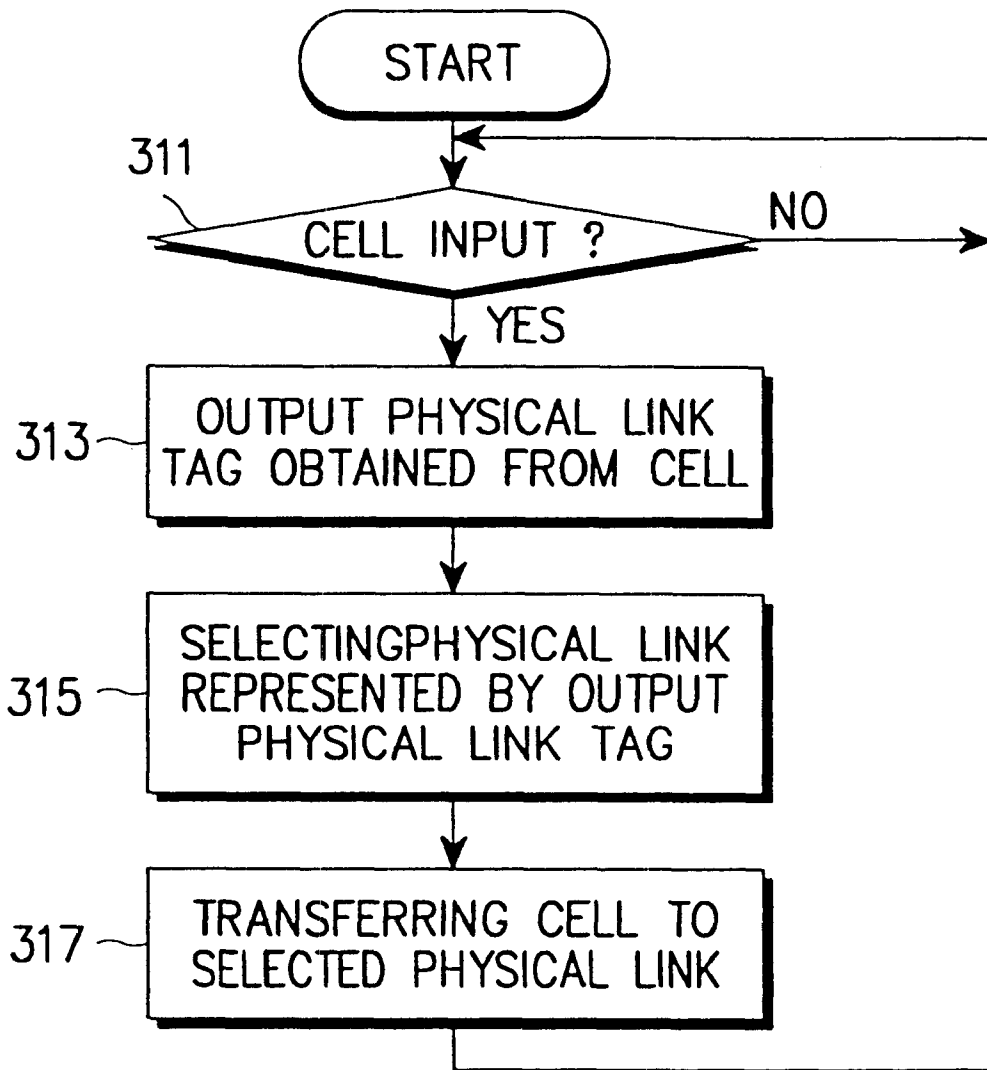 START
311
CELL INPUT ?
NO
YES
313
OUTPUT PHYSICAL LINK
TAG OBTAINED FROM CELL
315
SELECTINGPHYSICAL LINK
REPRESENTED BY OUTPUT
PHYSICAL LINK TAG
317
TRANSFERRING CELL TO
SELECTED PHYSICAL LINK